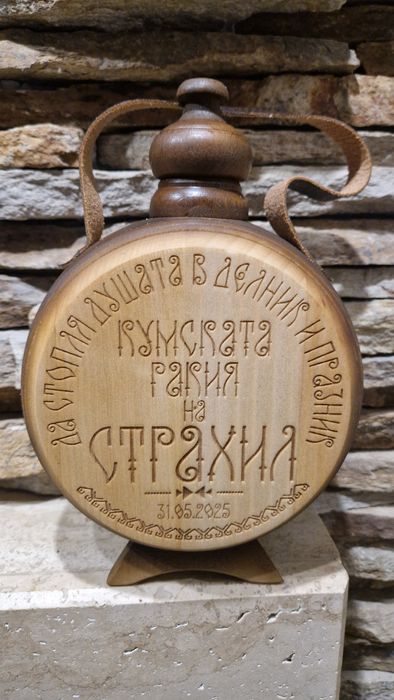 ДА СТОПЛЯ ДУШАТА В ДЕЛНИК И ПРАЗНИК
КУМСКАТА
РАКИЯ
НА
СТРАХИЛ
31.05.2025